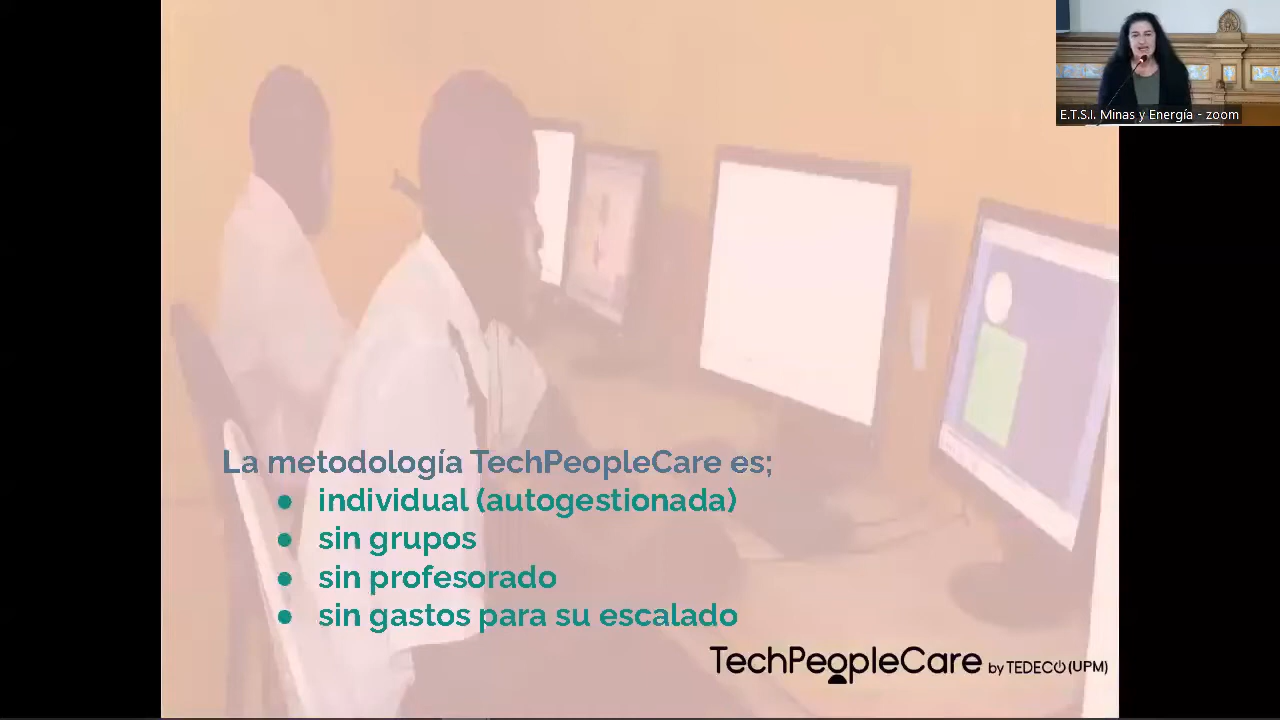 E.T.S.I. Minas y Energía - zoom
La metodología TechPeopleCare es;
● individual (autogestionada)
● sin grupos
● sin profesorado
● sin gastos para su escalado
TechPeopleCare by TEDECO (UPM)